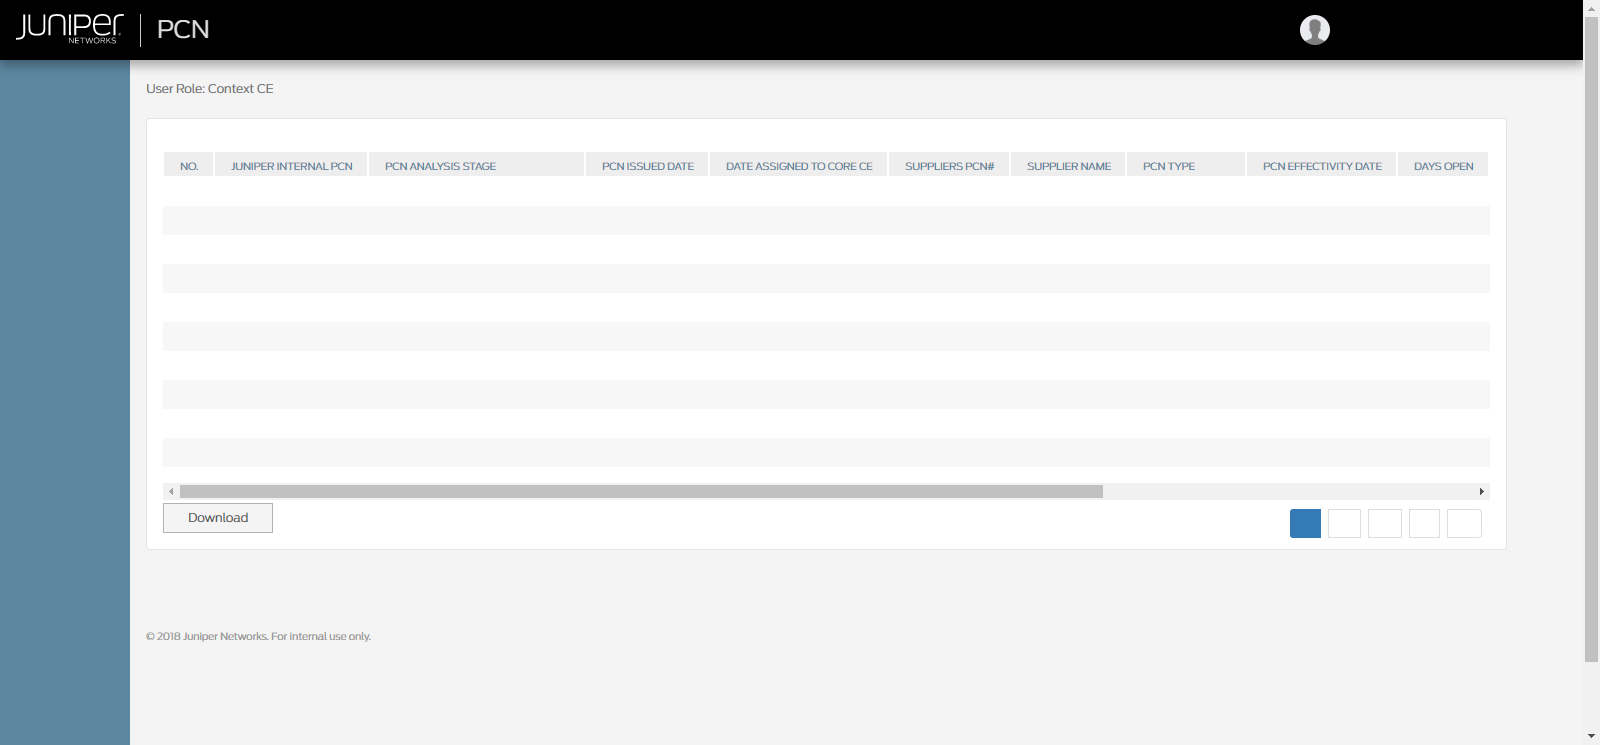 JUNIPEr
NETWORKS
PCN
User Role: Context CE
NO. JUNIPER INTERNAL PCN PCN ANALYSIS STAGE PCN ISSUED DATE DATE ASSIGNED TO CORE CE SUPPLIERS PCN# SUPPLIER NAME PCN TYPE PCN EFFECTIVITY DATE DAYS OPEN
Download
© 2018 Juniper Networks. For internal use only.